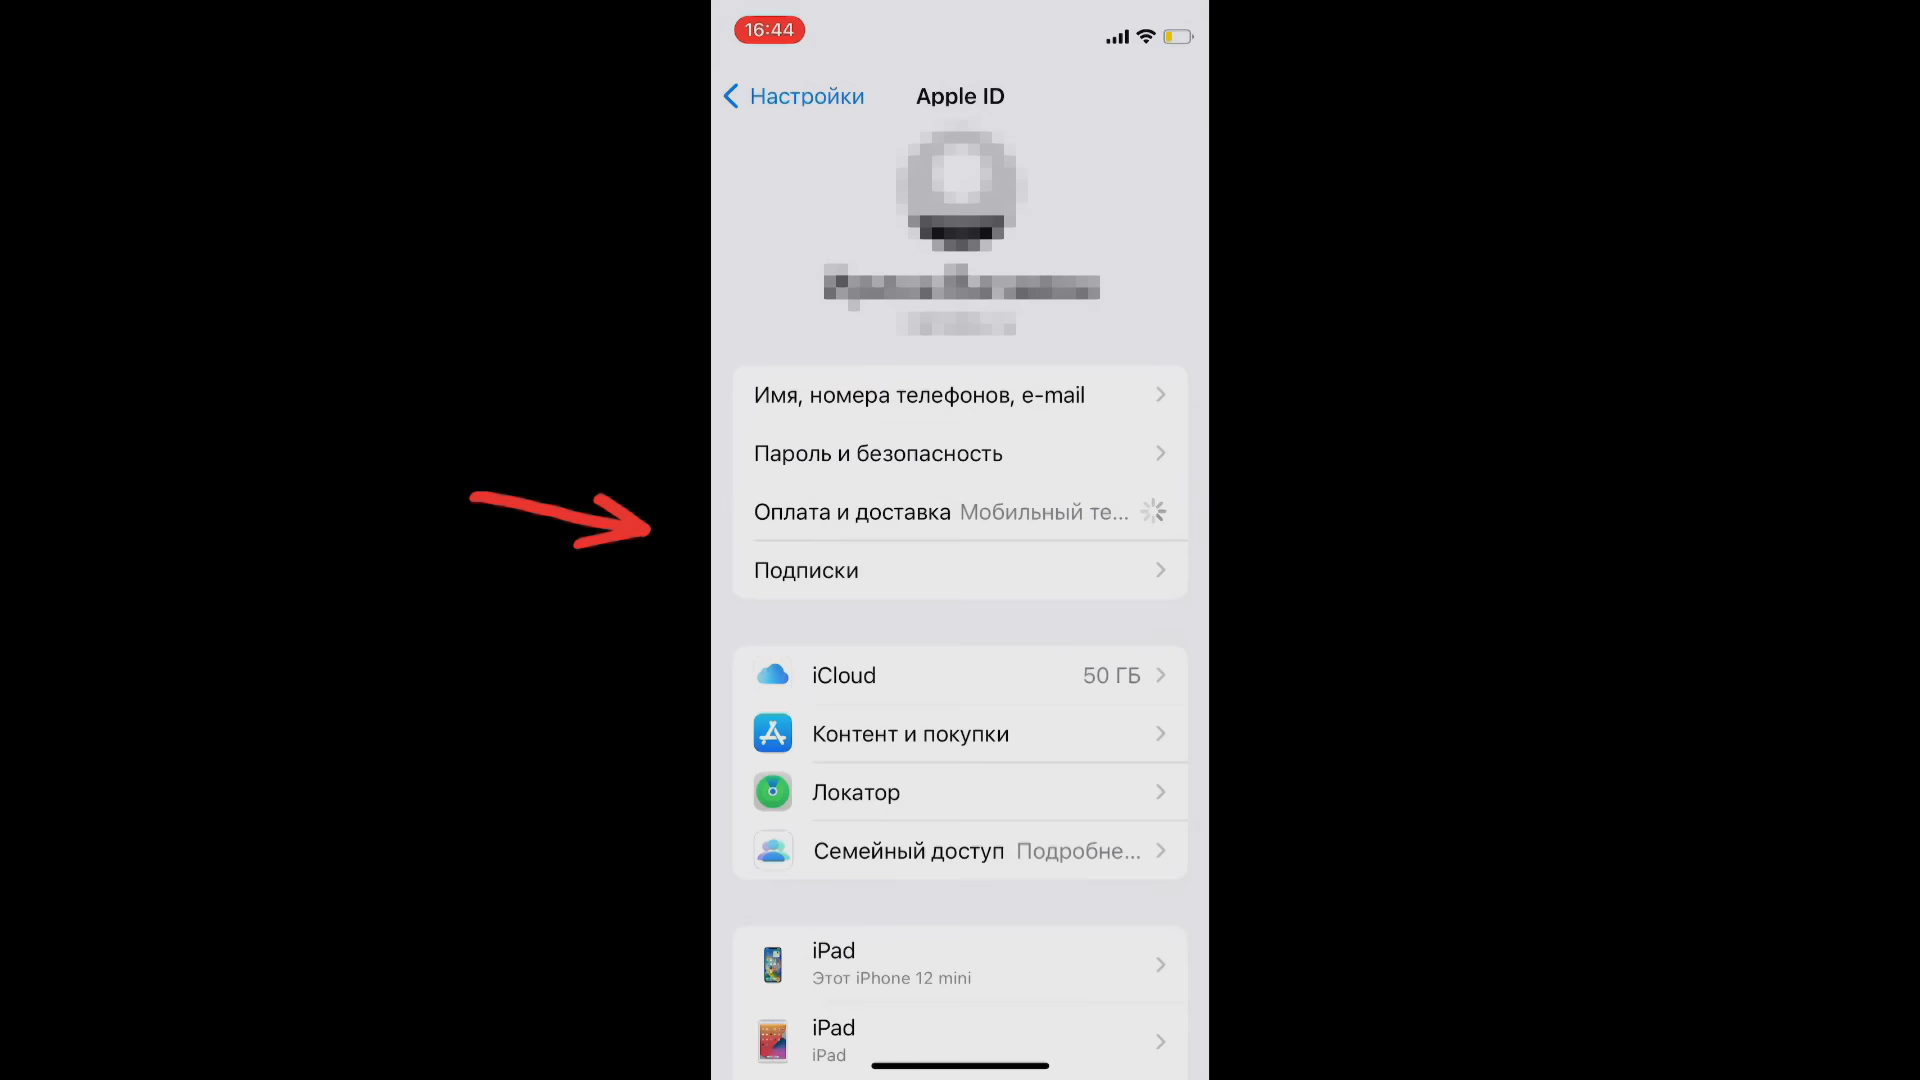 16:44
Настройки
Apple ID
Имя, номера телефонов, e-mail
Пароль и безопасность
Оплата и доставка Мобильный те...
Подписки
iCloud 50 ГБ
Контент и покупки
Локатор
Семейный доступ Подробне...
iPad
Этот iPhone 12 mini
iPad
iPad